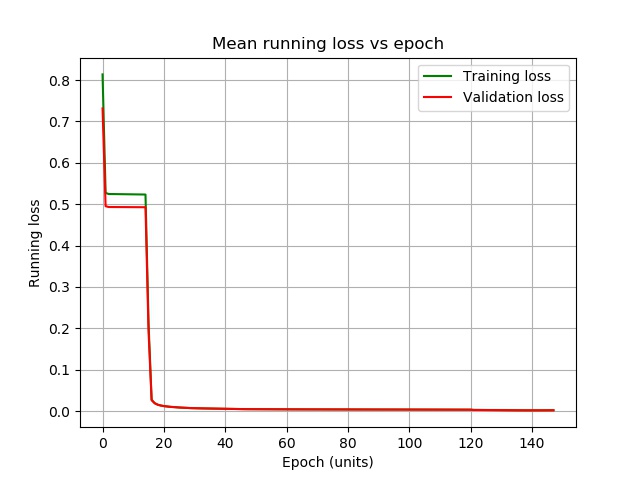 Mean running loss vs epoch
Training loss
Validation loss
0.8
0.7
0.6
0.5
0.4
0.3
0.2
0.1
0.0
Running loss
0 20 40 60 80 100 120 140
Epoch (units)